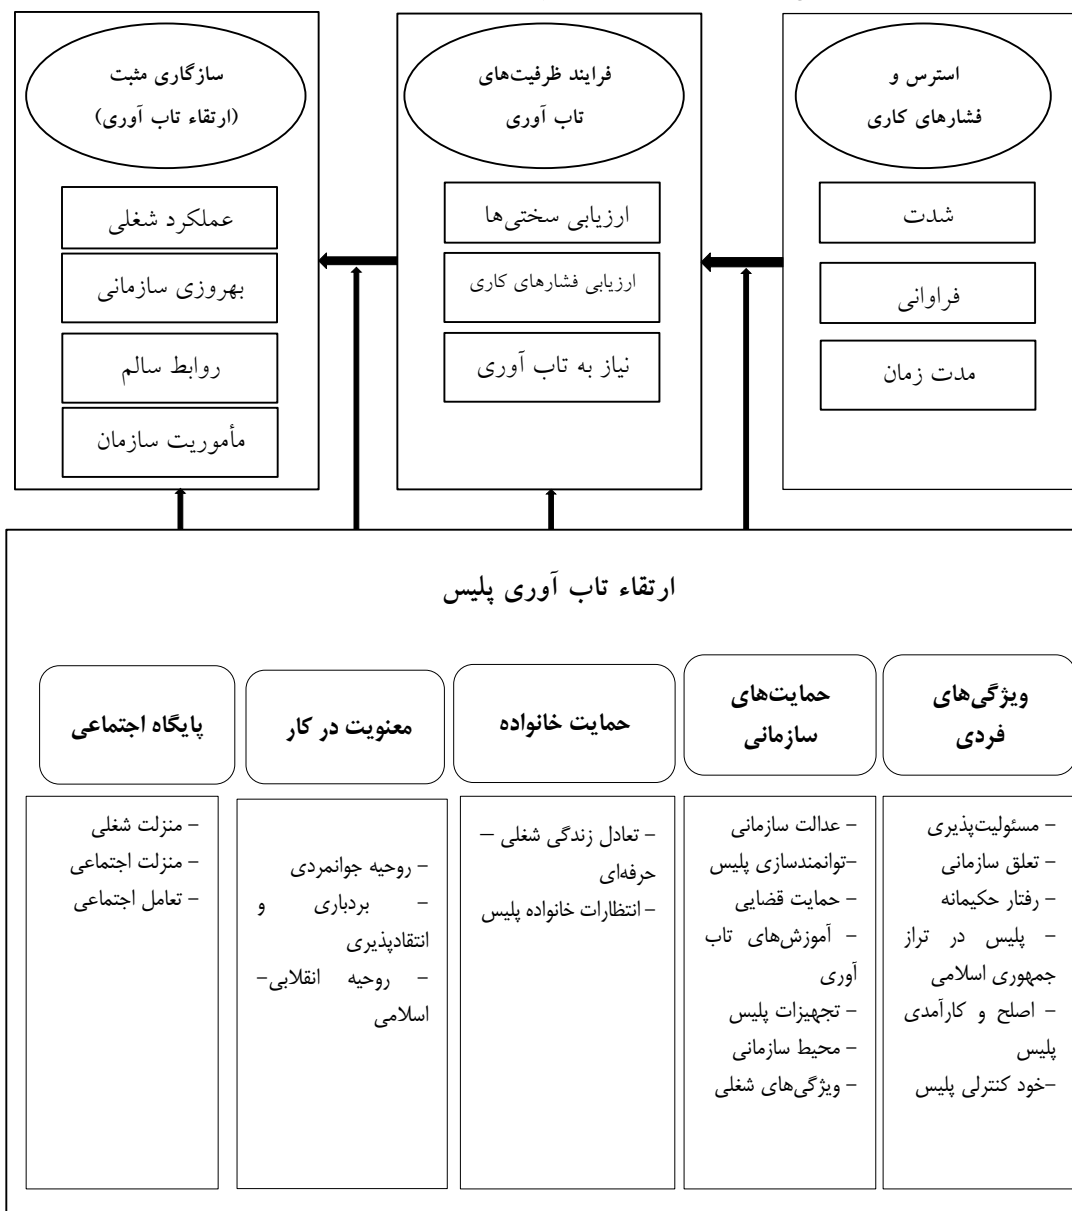 استرس و
فشارهای کاری
شدت
فراوانی
مدت زمان
فرایند ظرفیت‌های
تاب آوری
ارزیابی سختی‌ها
ارزیابی فشارهای کاری
نیاز به تاب آوری
سازگاری مثبت
(ارتقاء تاب آوری)
عملکرد شغلی
بهروزی سازمانی
روابط سالم
مأموریت سازمان
ارتقاء تاب آوری پلیس
ویژگی‌های
فردی
- مسئولیت‌پذیری
- تعلق سازمانی
- رفتار حکیمانه
- پلیس در تراز
جمهوری اسلامی
- اصلح و کارآمدی
پلیس
-خود کنترلی پلیس
حمایت‌های
سازمانی
- عدالت سازمانی
-توانمندسازی پلیس
- حمایت قضایی
- آموزش‌های تاب
آوری
- تجهیزات پلیس
- محیط سازمانی
- ویژگی‌های شغلی
حمایت خانواده
- تعادل زندگی شغلی –
حرفه‌ای
- انتظارات خانواده پلیس
معنویت در کار
- روحیه جوانمردی
- بردباری و
انتقادپذیری
- روحیه انقلابی-
اسلامی
پایگاه اجتماعی
- منزلت شغلی
- منزلت اجتماعی
- تعامل اجتماعی